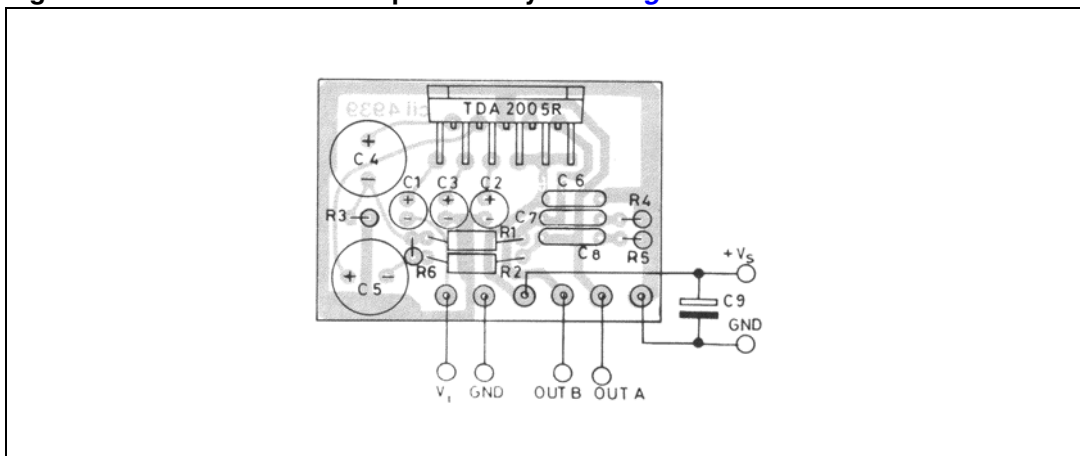 TDA 2005R
C4
C1
C3
C2
C6
R3
C7
R4
R1
C8
R5
R6
R2
C5
+Vs
C9
GND
V1
GND
OUT B
OUT A